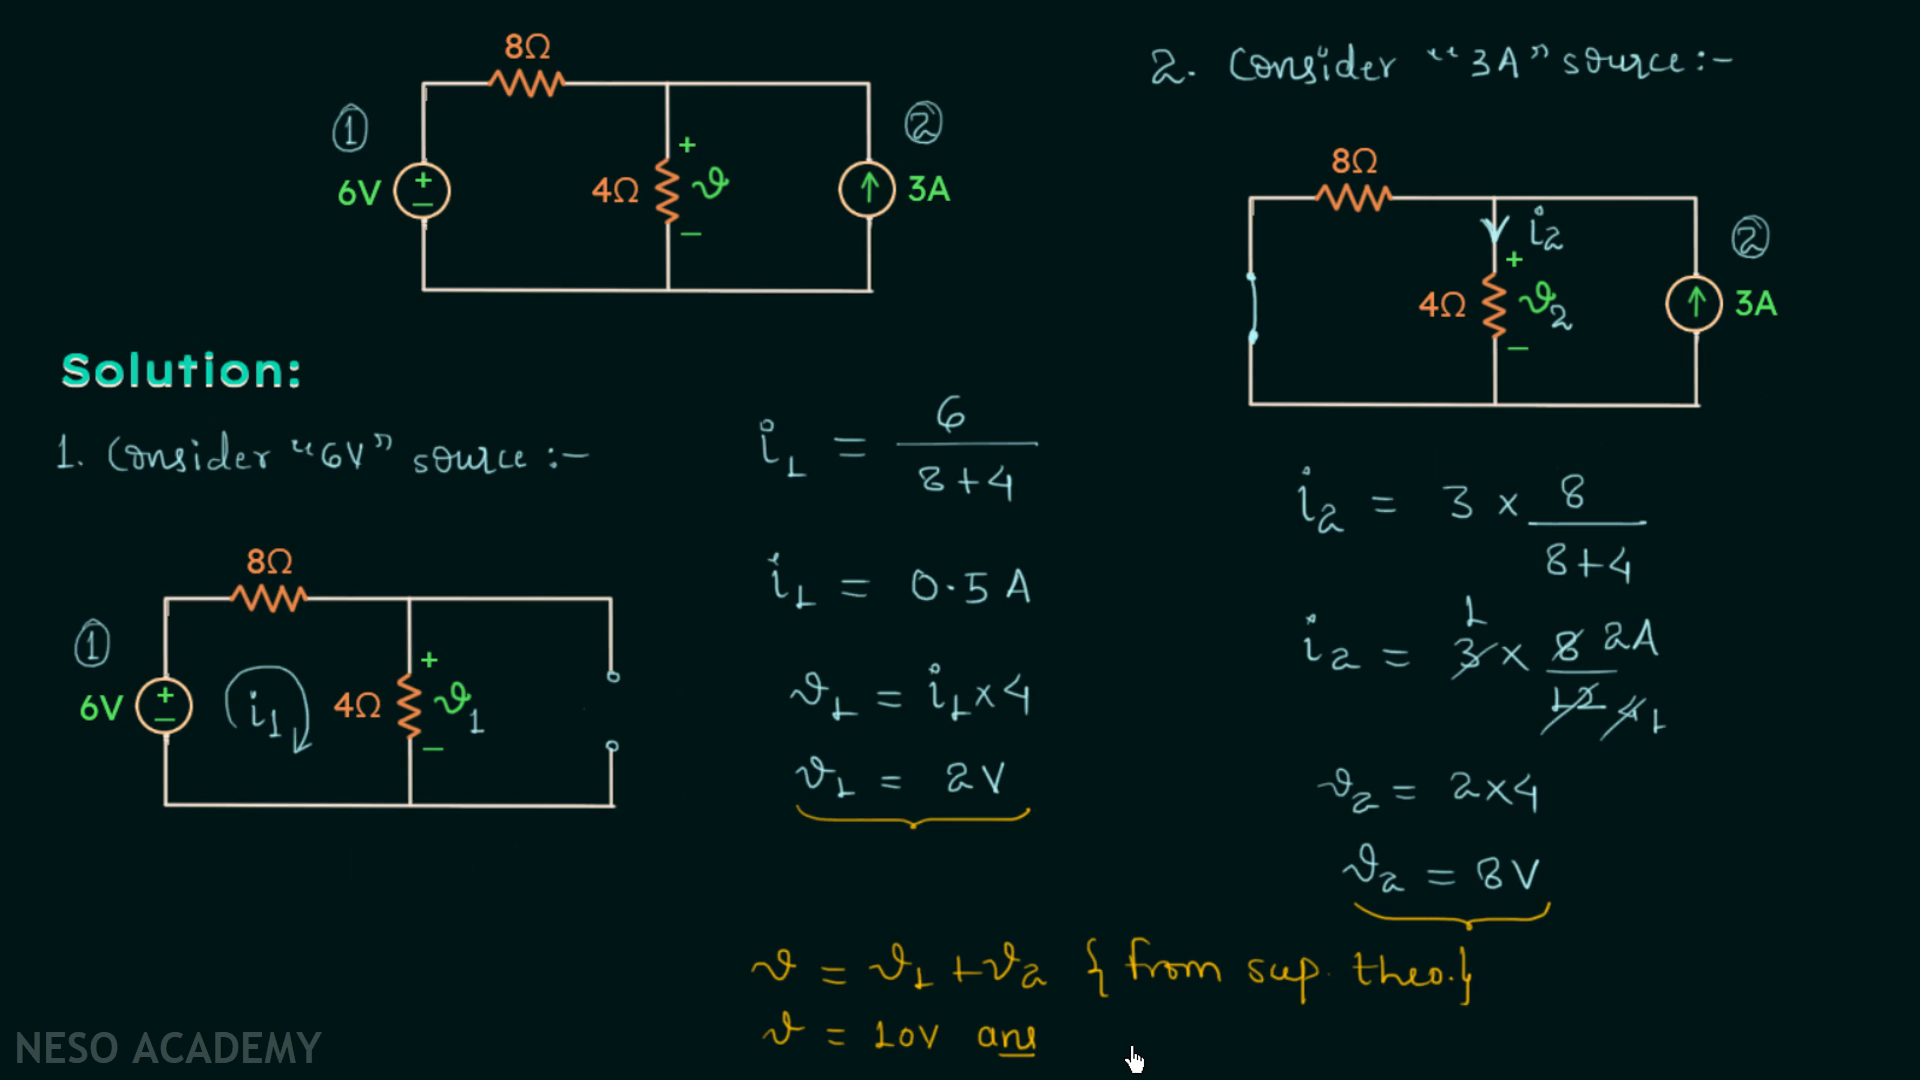 8Ω
①
6V
+
−
4Ω
+
ϑ
−
②
3A
Solution:
1. Consider "6V" source :-
8Ω
①
6V
+
−
i₁
4Ω
+
ϑ₁
−
i₁ = 6/(8+4)
i₁ = 0.5 A
ϑ₁ = i₁ × 4
ϑ₁ = 2V
2. Consider "3A" source :-
8Ω
i₂
4Ω
+
ϑ₂
−
②
3A
i₂ = 3 × 8/(8+4)
i₂ = 3 × 8/12 2A
1
4 1
ϑ₂ = 2×4
ϑ₂ = 8V
ϑ = ϑ₁ + ϑ₂ { from sup. theo. }
ϑ = 10V ans
NESO ACADEMY